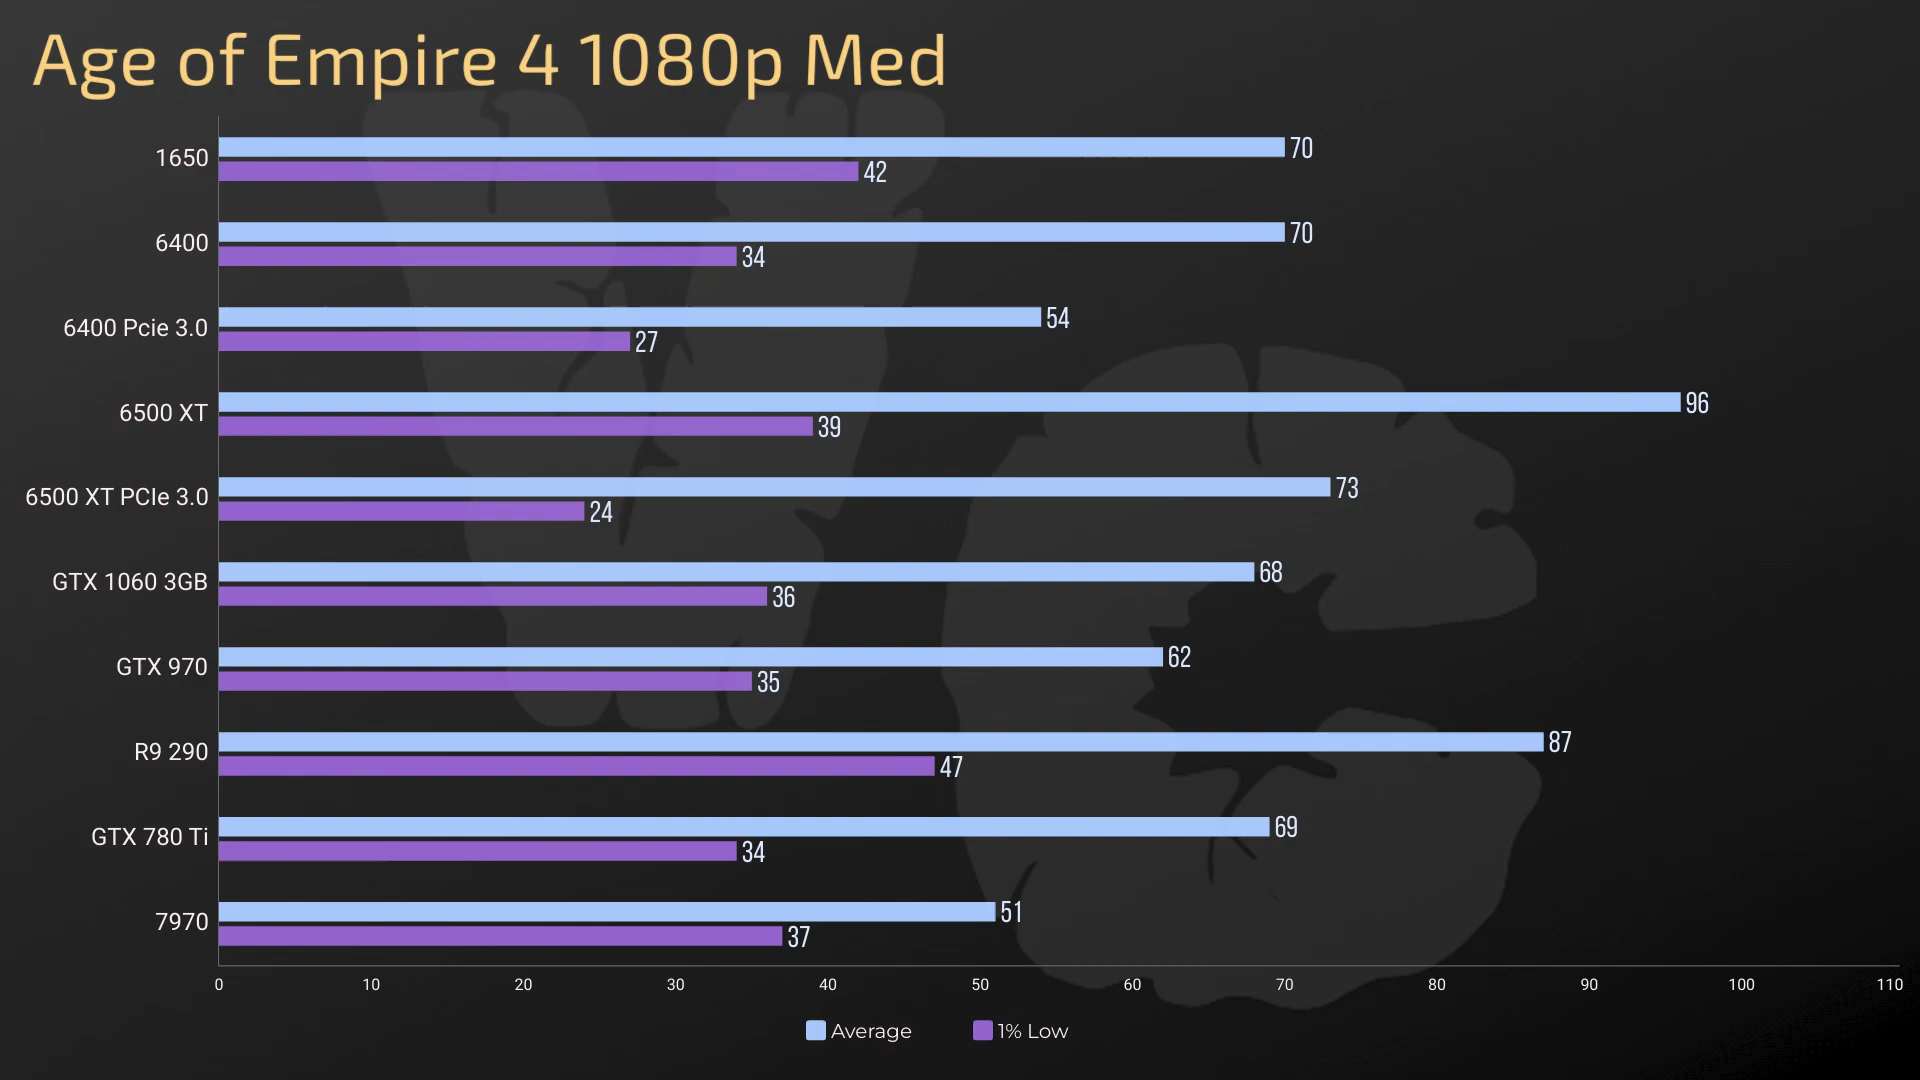 Age of Empire 4 1080p Med
1650
70
42
6400
70
34
6400 Pcie 3.0
54
27
6500 XT
96
39
6500 XT PCIe 3.0
73
24
GTX 1060 3GB
68
36
GTX 970
62
35
R9 290
87
47
GTX 780 Ti
69
34
7970
51
37
0 10 20 30 40 50 60 70 80 90 100 110
Average 1% Low